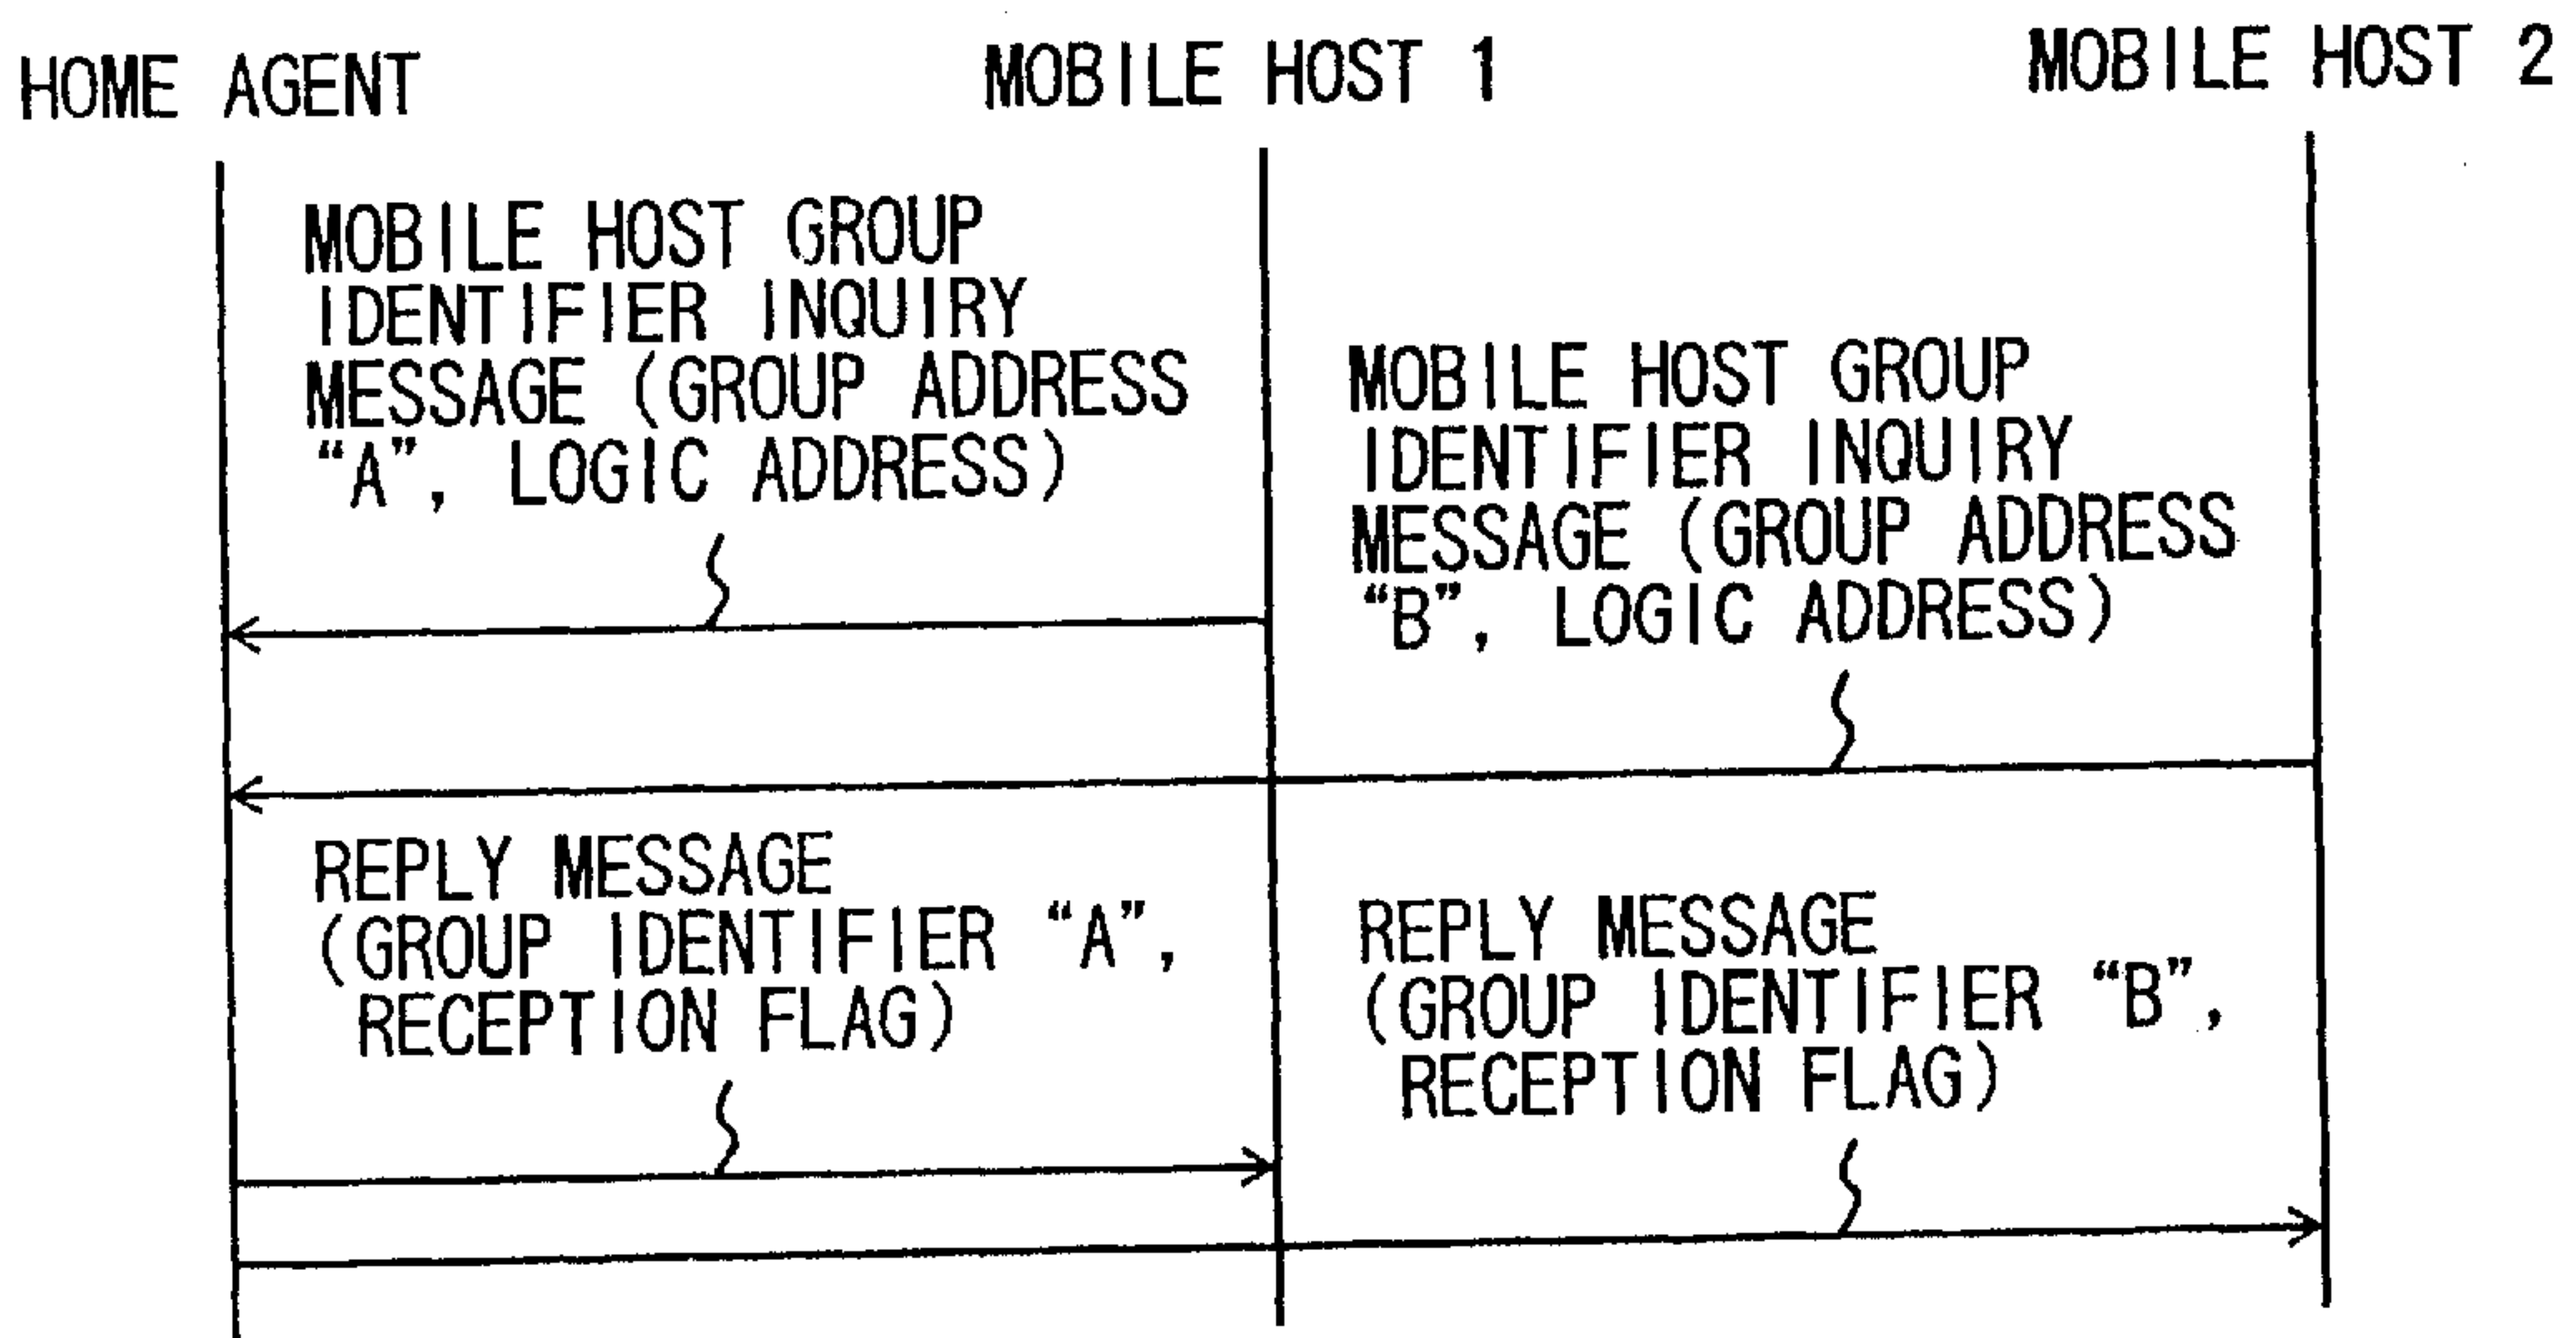 HOME AGENT
MOBILE HOST 1
MOBILE HOST 2
MOBILE HOST GROUP
IDENTIFIER INQUIRY
MESSAGE (GROUP ADDRESS
“A”, LOGIC ADDRESS)
MOBILE HOST GROUP
IDENTIFIER INQUIRY
MESSAGE (GROUP ADDRESS
“B”, LOGIC ADDRESS)
REPLY MESSAGE
(GROUP IDENTIFIER “A”,
RECEPTION FLAG)
REPLY MESSAGE
(GROUP IDENTIFIER “B”,
RECEPTION FLAG)